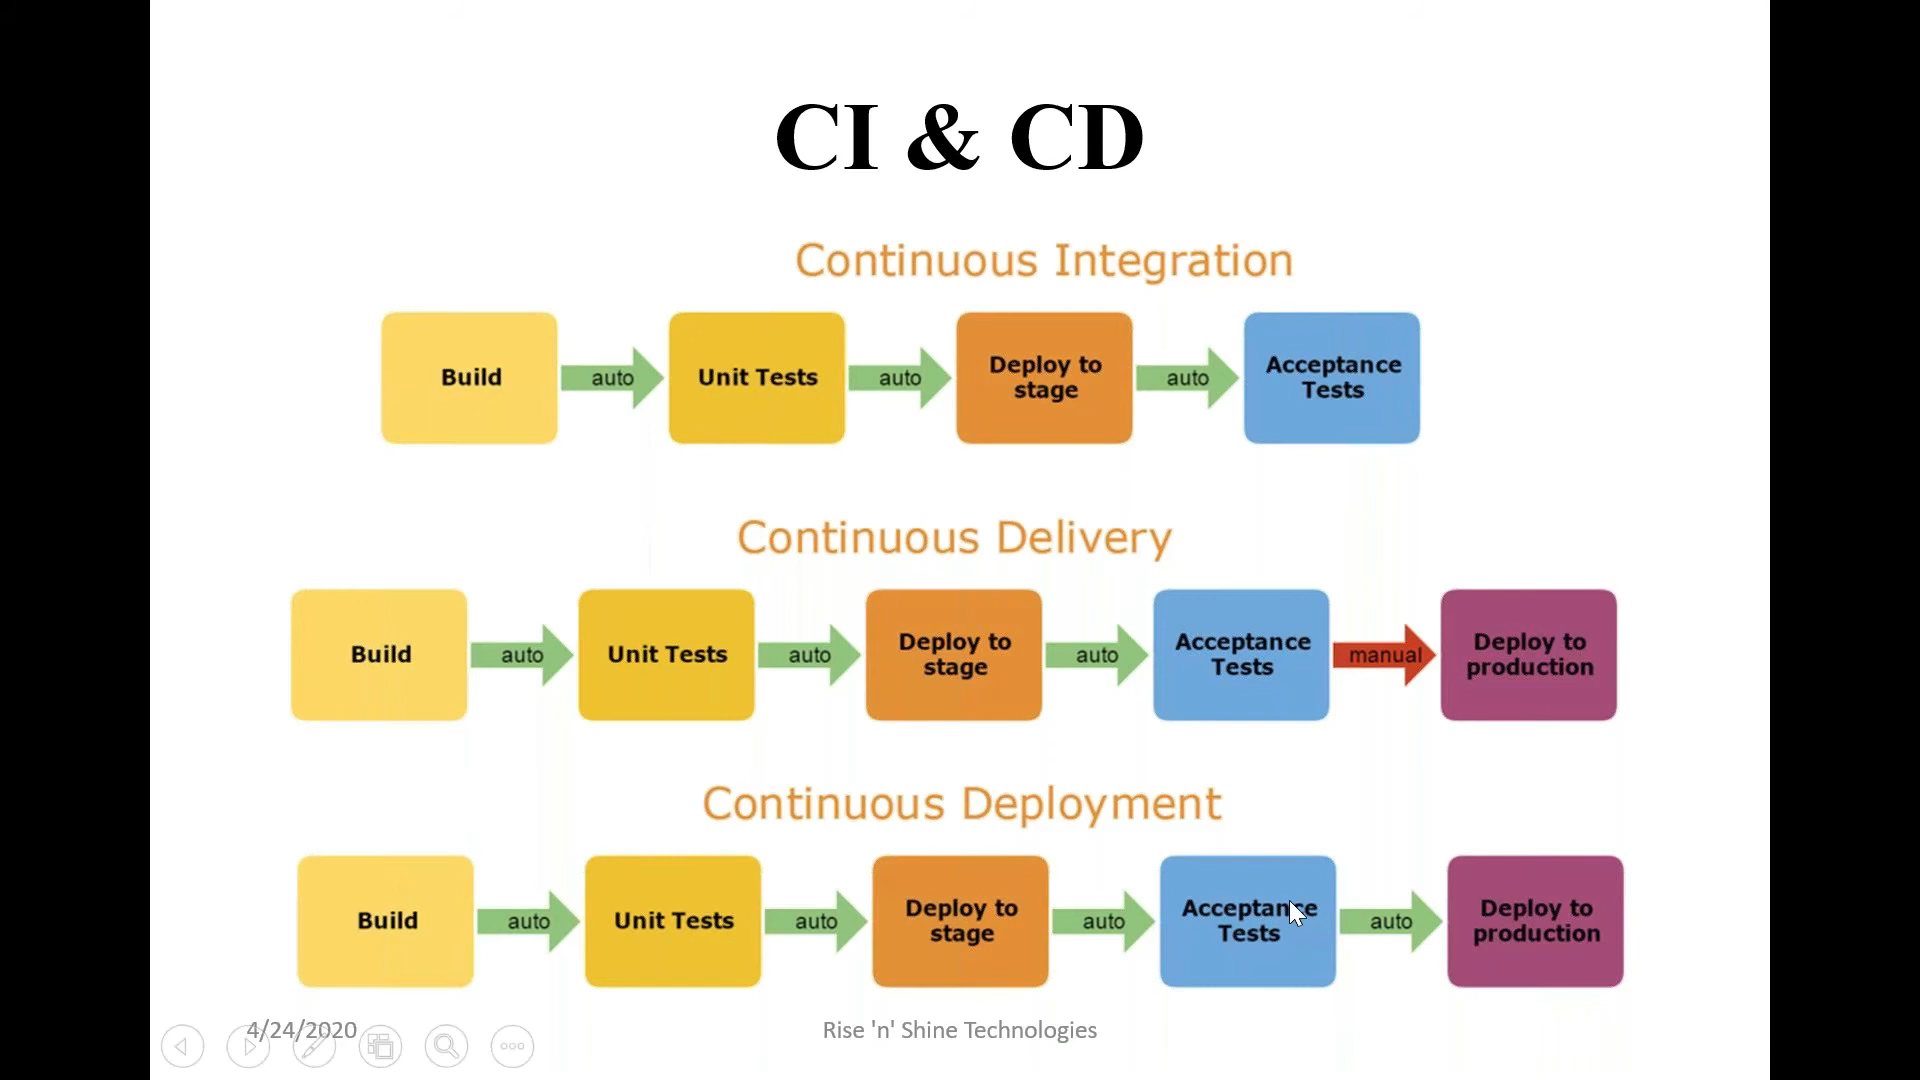 CI & CD
Continuous Integration
Build
auto
Unit Tests
auto
Deploy to
stage
auto
Acceptance
Tests
Continuous Delivery
Build
auto
Unit Tests
auto
Deploy to
stage
auto
Acceptance
Tests
manual
Deploy to
production
Continuous Deployment
Build
auto
Unit Tests
auto
Deploy to
stage
auto
Acceptance
Tests
auto
Deploy to
production
4/24/2020
Rise 'n' Shine Technologies